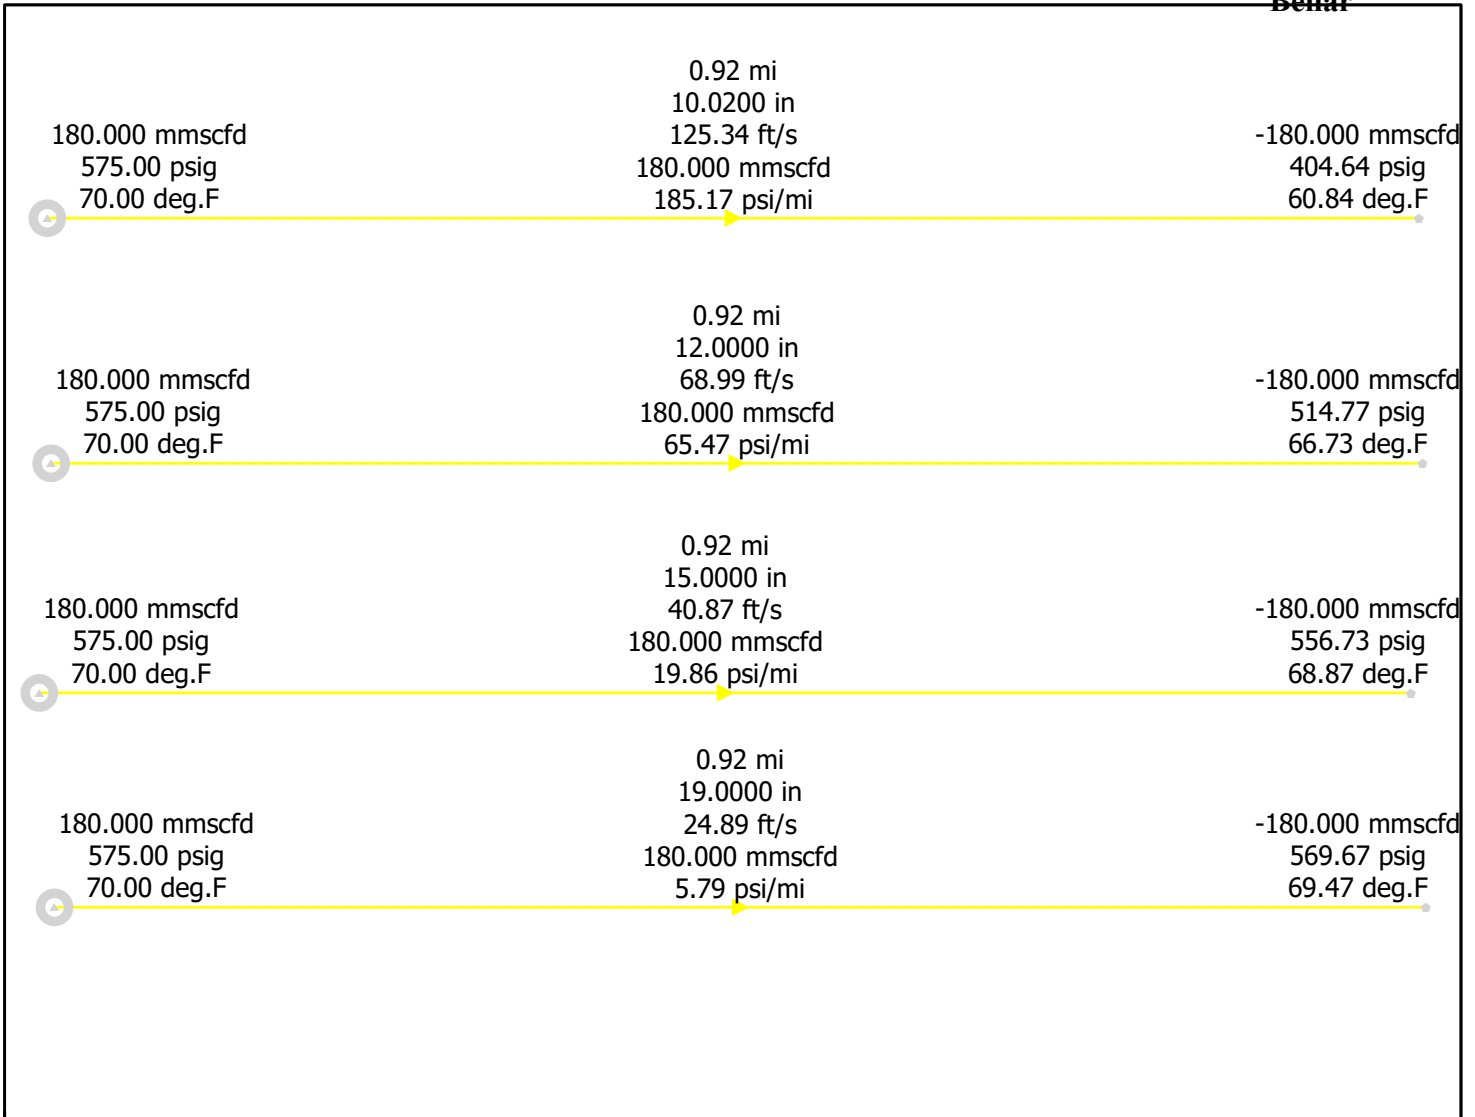 Behar
0.92 mi
10.0200 in
180.000 mmscfd
125.34 ft/s
-180.000 mmscfd
575.00 psig
180.000 mmscfd
404.64 psig
70.00 deg.F
185.17 psi/mi
60.84 deg.F
0.92 mi
12.0000 in
180.000 mmscfd
68.99 ft/s
-180.000 mmscfd
575.00 psig
180.000 mmscfd
514.77 psig
70.00 deg.F
65.47 psi/mi
66.73 deg.F
0.92 mi
15.0000 in
180.000 mmscfd
40.87 ft/s
-180.000 mmscfd
575.00 psig
180.000 mmscfd
556.73 psig
70.00 deg.F
19.86 psi/mi
68.87 deg.F
0.92 mi
19.0000 in
180.000 mmscfd
24.89 ft/s
-180.000 mmscfd
575.00 psig
180.000 mmscfd
569.67 psig
70.00 deg.F
5.79 psi/mi
69.47 deg.F